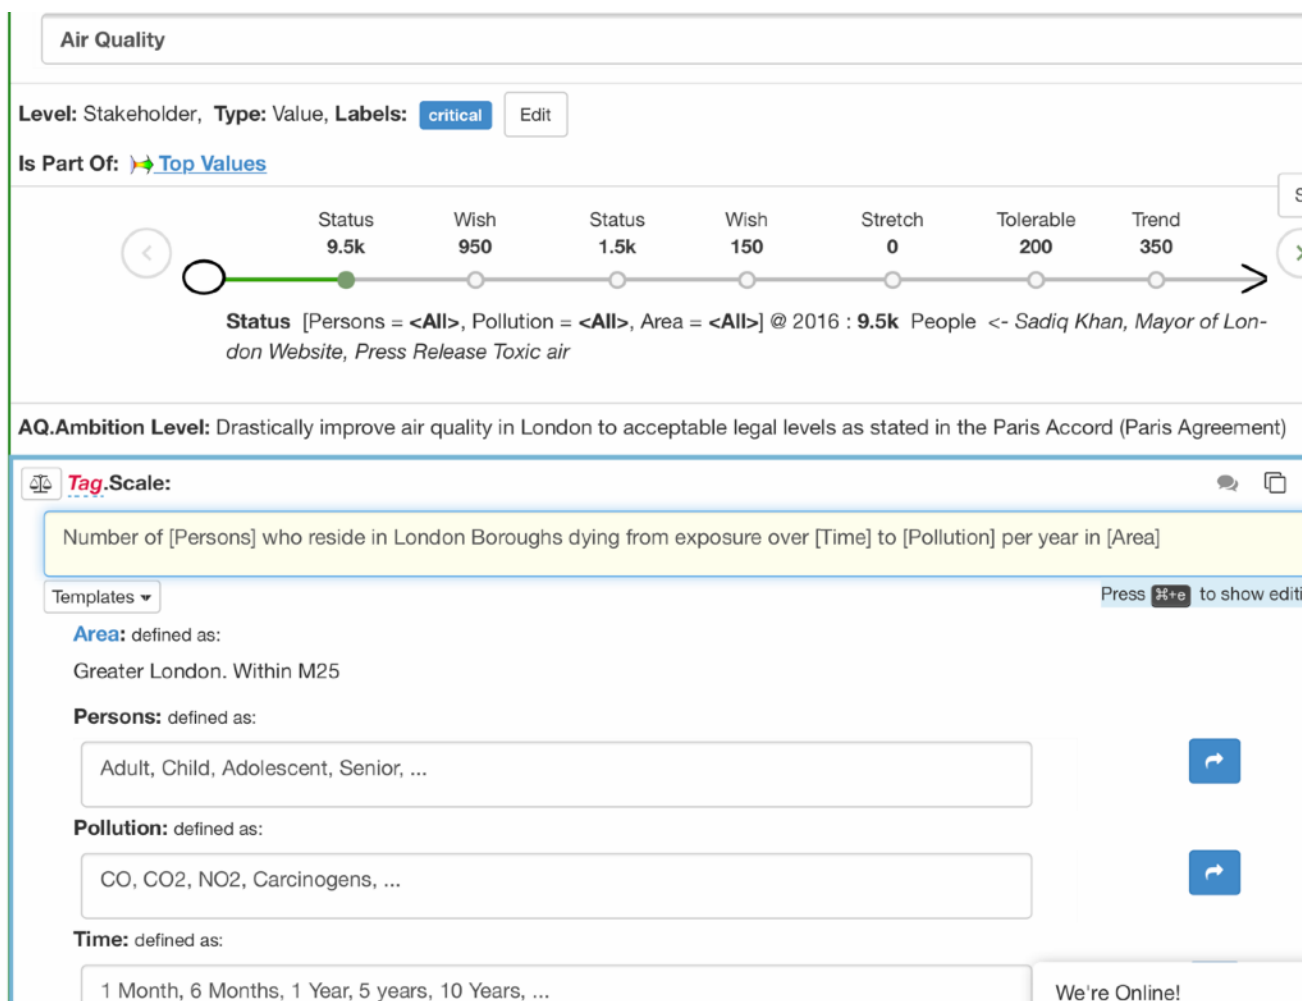 Air Quality
Level: Stakeholder, Type: Value, Labels: critical Edit
Is Part Of: Top Values
S
Status Wish Status Wish Stretch Tolerable Trend
9.5k 950 1.5k 150 0 200 350
Status [Persons = <All>, Pollution = <All>, Area = <All>] @ 2016 : 9.5k People <- Sadiq Khan, Mayor of Lon-
don Website, Press Release Toxic air
AQ.Ambition Level: Drastically improve air quality in London to acceptable legal levels as stated in the Paris Accord (Paris Agreement)
Tag.Scale:
Number of [Persons] who reside in London Boroughs dying from exposure over [Time] to [Pollution] per year in [Area]
Templates
Press ⌘+e to show editi
Area: defined as:
Greater London. Within M25
Persons: defined as:
Adult, Child, Adolescent, Senior, ...
Pollution: defined as:
CO, CO2, NO2, Carcinogens, ...
Time: defined as:
1 Month, 6 Months, 1 Year, 5 years, 10 Years, ...
We're Online!